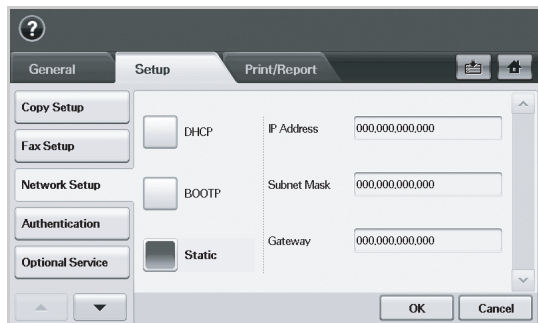 ?
General
Setup
Print/Report
Copy Setup
Fax Setup
Network Setup
Authentication
Optional Service
DHCP
BOOTP
Static
IP Address
000,000,000,000
Subnet Mask
000,000,000,000
Gateway
000,000,000,000
OK
Cancel